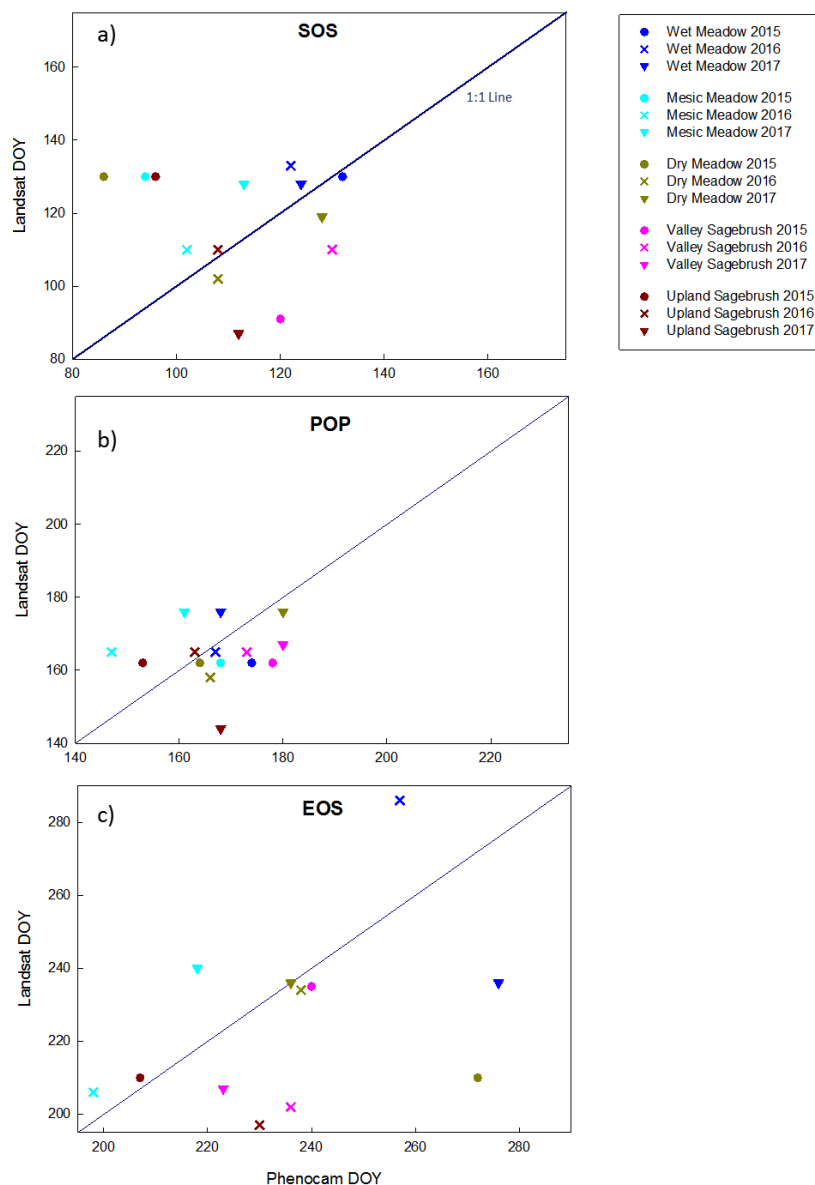 a)
SOS
1:1 Line
Landsat DOY
160
140
120
100
80
80
100
120
140
160
Wet Meadow 2015
Wet Meadow 2016
Wet Meadow 2017
Mesic Meadow 2015
Mesic Meadow 2016
Mesic Meadow 2017
Dry Meadow 2015
Dry Meadow 2016
Dry Meadow 2017
Valley Sagebrush 2015
Valley Sagebrush 2016
Valley Sagebrush 2017
Upland Sagebrush 2015
Upland Sagebrush 2016
Upland Sagebrush 2017
b)
POP
Landsat DOY
220
200
180
160
140
140
160
180
200
220
c)
EOS
Landsat DOY
280
260
240
220
200
200
220
240
260
280
Phenocam DOY